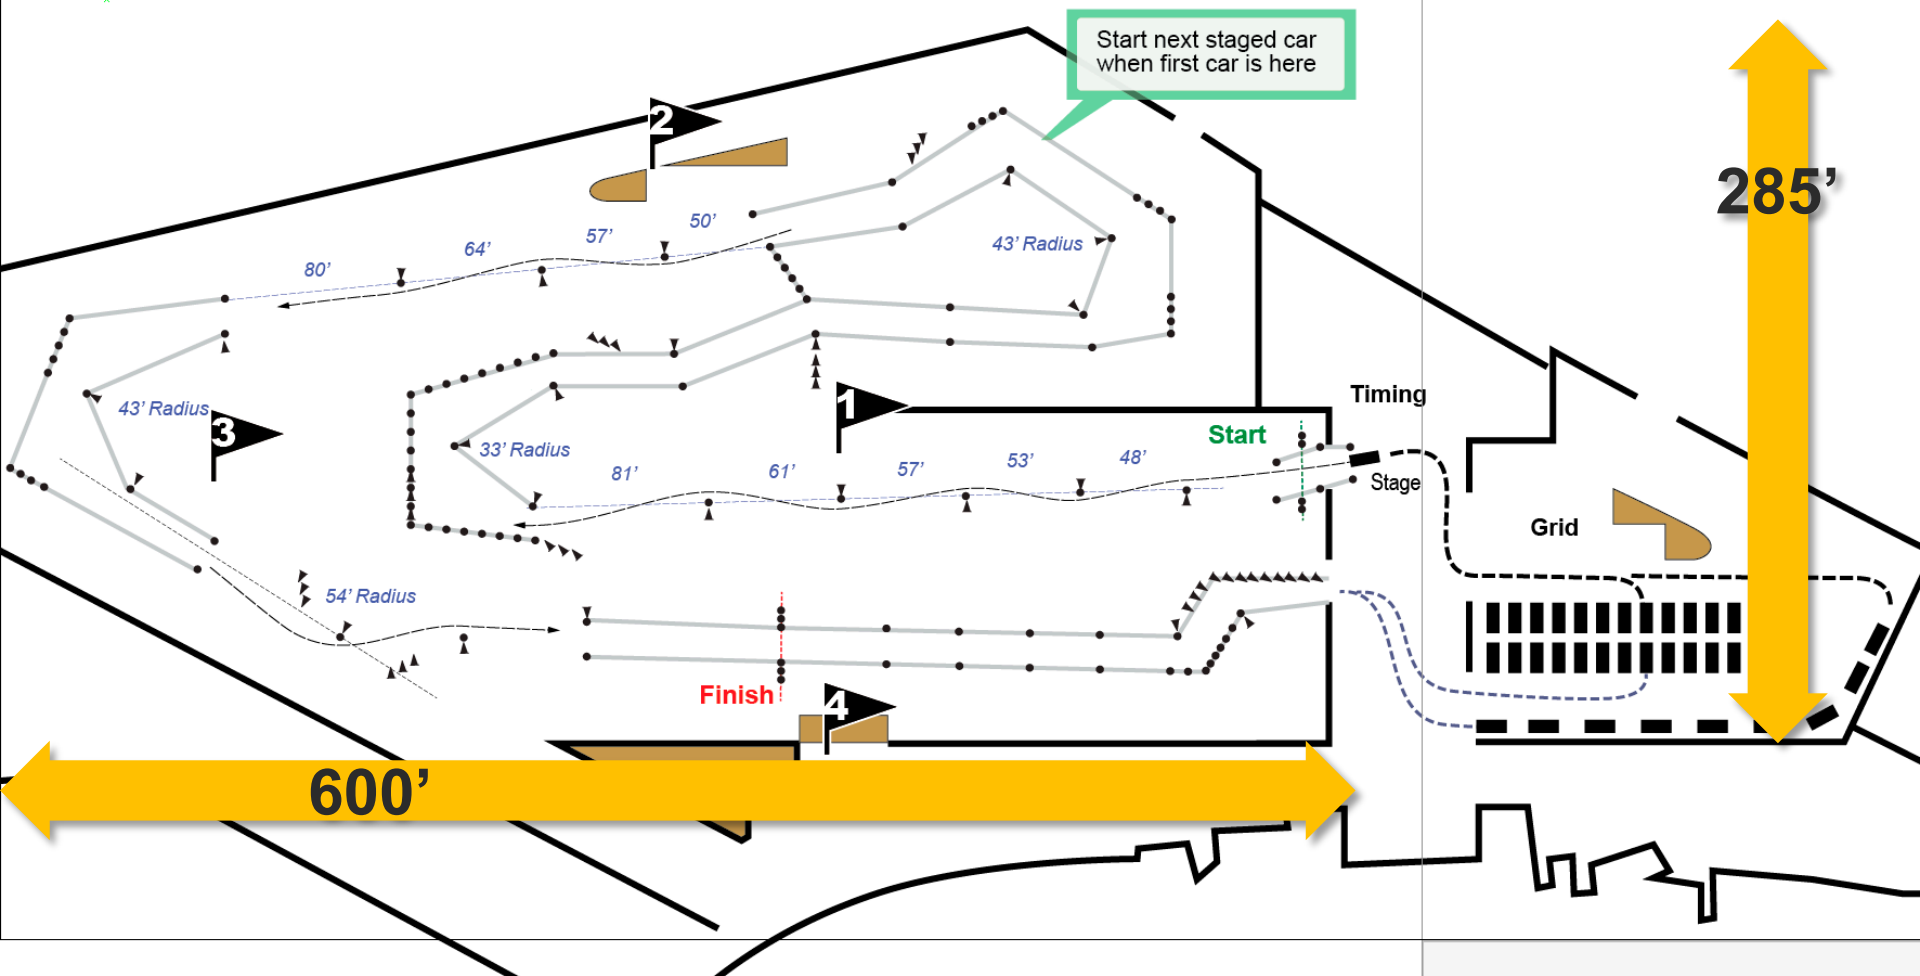 Start next staged car
when first car is here
2
285’
50’
57’
64’
80’
43’ Radius
43’ Radius
3
1
Timing
Start
33’ Radius
81’
61’
57’
53’
48’
Stage
Grid
54’ Radius
Finish
4
600’